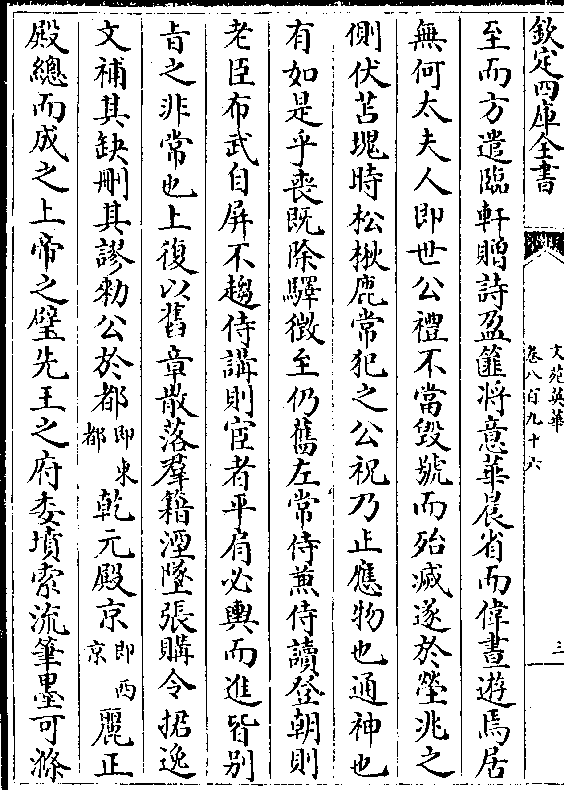 欽定四庫全書
文苑英華
卷八百九十六
三
至而方遣臨軒贈詩盈篚將意華晨省而偉晝遊焉居
無何太夫人即世公禮不當毀號而殆滅遂於塋兆之
側伏苫塊時松楸鹿常犯之公祝乃止應物也通神也
有如是乎喪既除驛徴至仍舊左常侍兼侍讀登朝則
老臣布武自屏不趨侍講則宦者平肩必輿而進皆别
㫖之非常也上復以舊章散落羣籍湮墜張購令捃逸
文補其缺刪其謬勑公於都即東都乾元殿京即西京麗正
殿總而成之上帝之璧先王之府委墳索流筆墨可滌